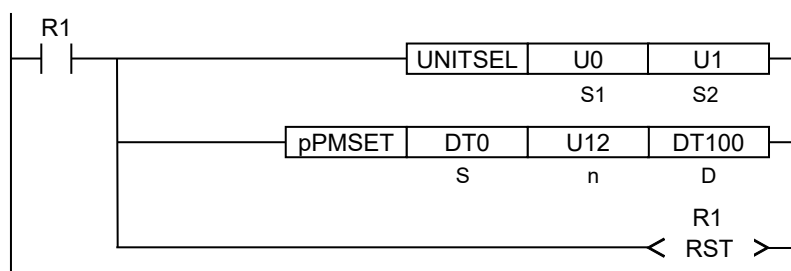 R1
UNITSEL U0 U1
S1 S2
pPMSET DT0 U12 DT100
S n D
R1
RST